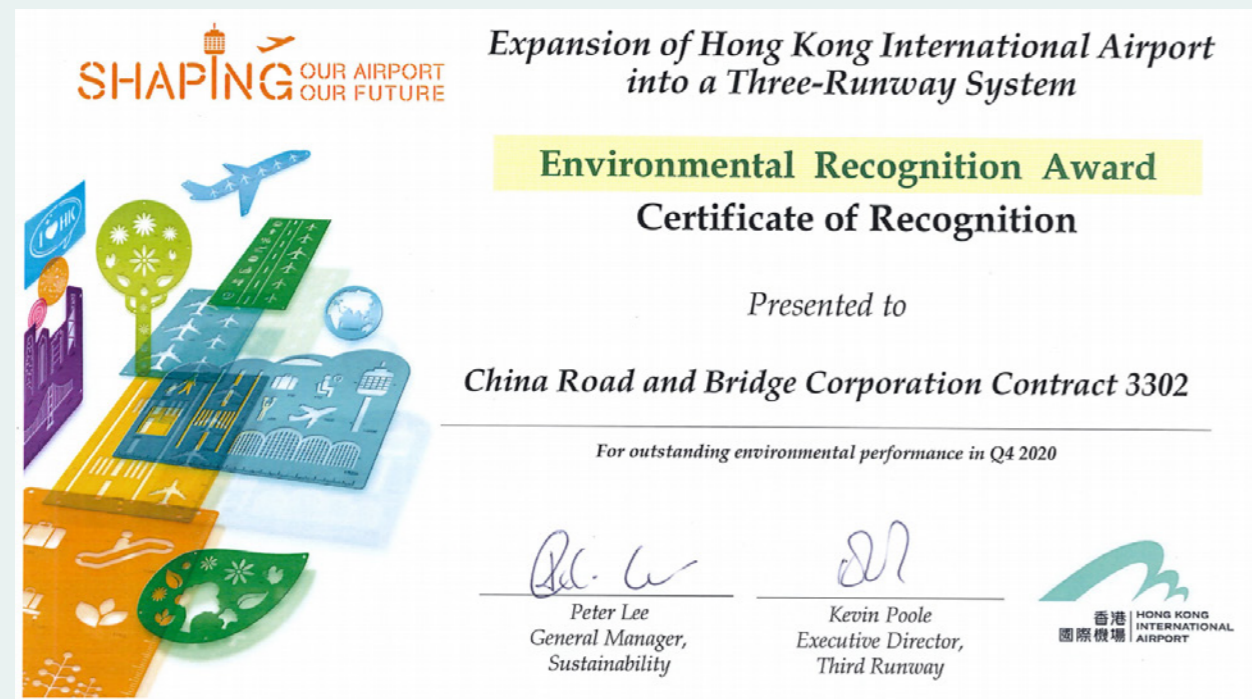 SHAPING OUR AIRPORT
OUR FUTURE
Expansion of Hong Kong International Airport
into a Three-Runway System
Environmental Recognition Award
Certificate of Recognition
Presented to
China Road and Bridge Corporation Contract 3302
For outstanding environmental performance in Q4 2020
I ♥ HK
Peter Lee
General Manager,
Sustainability
Kevin Poole
Executive Director,
Third Runway
香港
國際機場
HONG KONG
INTERNATIONAL
AIRPORT